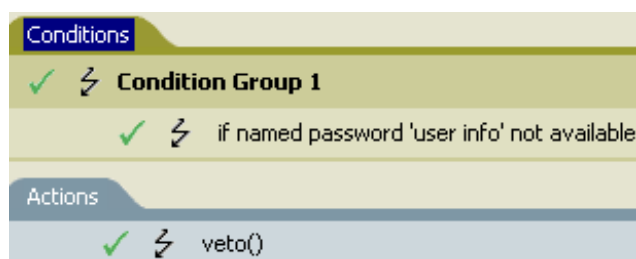 Conditions
Condition Group 1
if named password 'user info' not available
Actions
veto()